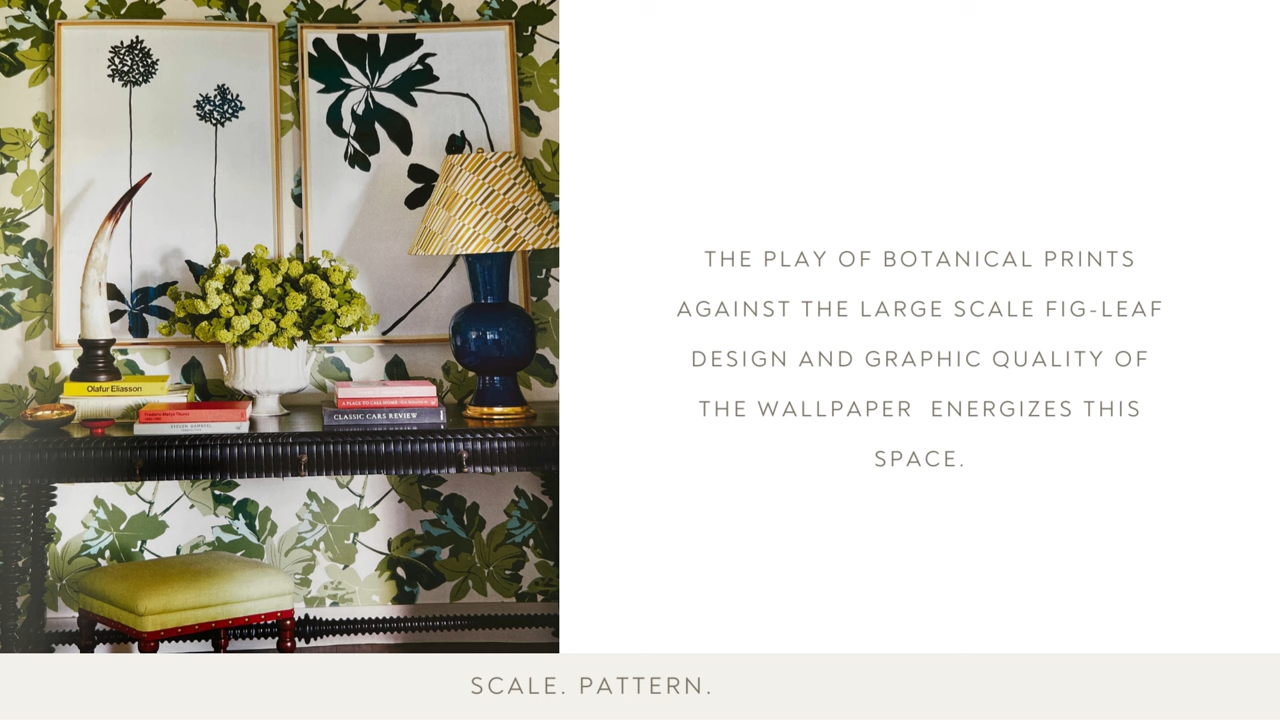 Olafur Eliasson
CLASSIC CARS REVIEW
THE PLAY OF BOTANICAL PRINTS
AGAINST THE LARGE SCALE FIG-LEAF
DESIGN AND GRAPHIC QUALITY OF
THE WALLPAPER ENERGIZES THIS
SPACE.
SCALE. PATTERN.